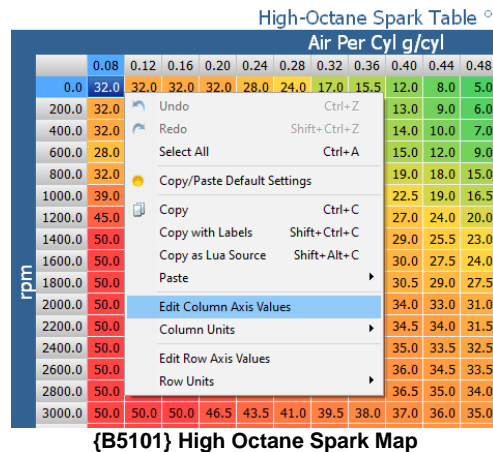 High-Octane Spark Table °
Air Per Cyl g/cyl
0.08 0.12 0.16 0.20 0.24 0.28 0.32 0.36 0.40 0.44 0.48
0.0 32.0 32.0 32.0 32.0 28.0 24.0 17.0 15.5 12.0 8.0 5.0
200.0 32.0 Undo Ctrl+Z 13.0 9.0 6.0
400.0 32.0 Redo Shift+Ctrl+Z 14.0 10.0 7.0
600.0 28.0 Select All Ctrl+A 15.0 12.0 9.0
800.0 32.0 Copy/Paste Default Settings 19.0 18.0 15.0
1000.0 39.0 22.5 19.0 16.5
1200.0 45.0 Copy Ctrl+C 27.0 24.0 20.0
1400.0 50.0 Copy with Labels Shift+Ctrl+C 29.0 25.5 23.0
1600.0 50.0 Copy as Lua Source Shift+Alt+C 30.0 27.5 24.0
rpm
1800.0 50.0 Paste 30.5 29.0 27.5
2000.0 50.0 Edit Column Axis Values 34.0 33.0 31.0
2200.0 50.0 Column Units 34.5 34.0 31.5
2400.0 50.0 35.0 33.5 32.5
2600.0 50.0 Edit Row Axis Values 36.0 34.5 33.5
2800.0 50.0 Row Units 36.5 35.0 34.0
3000.0 50.0 50.0 50.0 46.5 43.5 41.0 39.5 38.0 37.0 36.0 35.0
{B5101} High Octane Spark Map